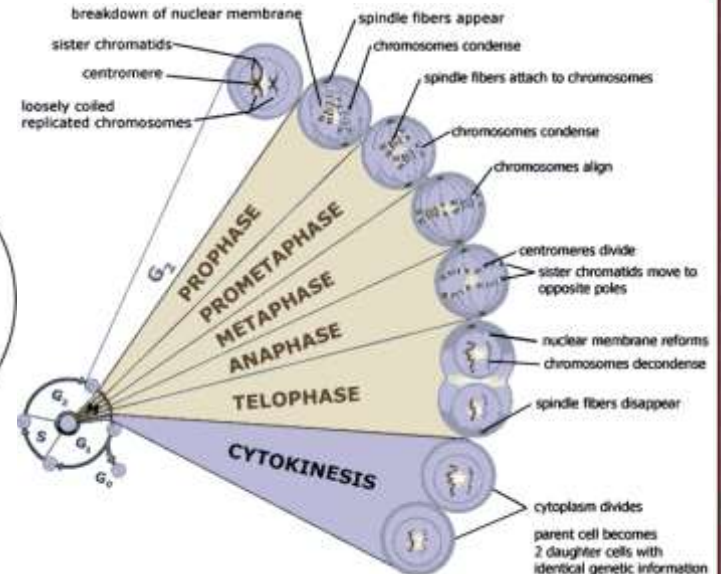 breakdown of nuclear membrane
spindle fibers appear
sister chromatids
chromosomes condense
centromere
spindle fibers attach to chromosomes
loosely coiled
replicated chromosomes
chromosomes condense
chromosomes align
G2
PROPHASE
PROMETAPHASE
METAPHASE
ANAPHASE
TELOPHASE
CYTOKINESIS
centromeres divide
sister chromatids move to
opposite poles
nuclear membrane reforms
chromosomes decondense
spindle fibers disappear
G2
M
S
G1
G0
cytoplasm divides
parent cell becomes
2 daughter cells with
identical genetic information